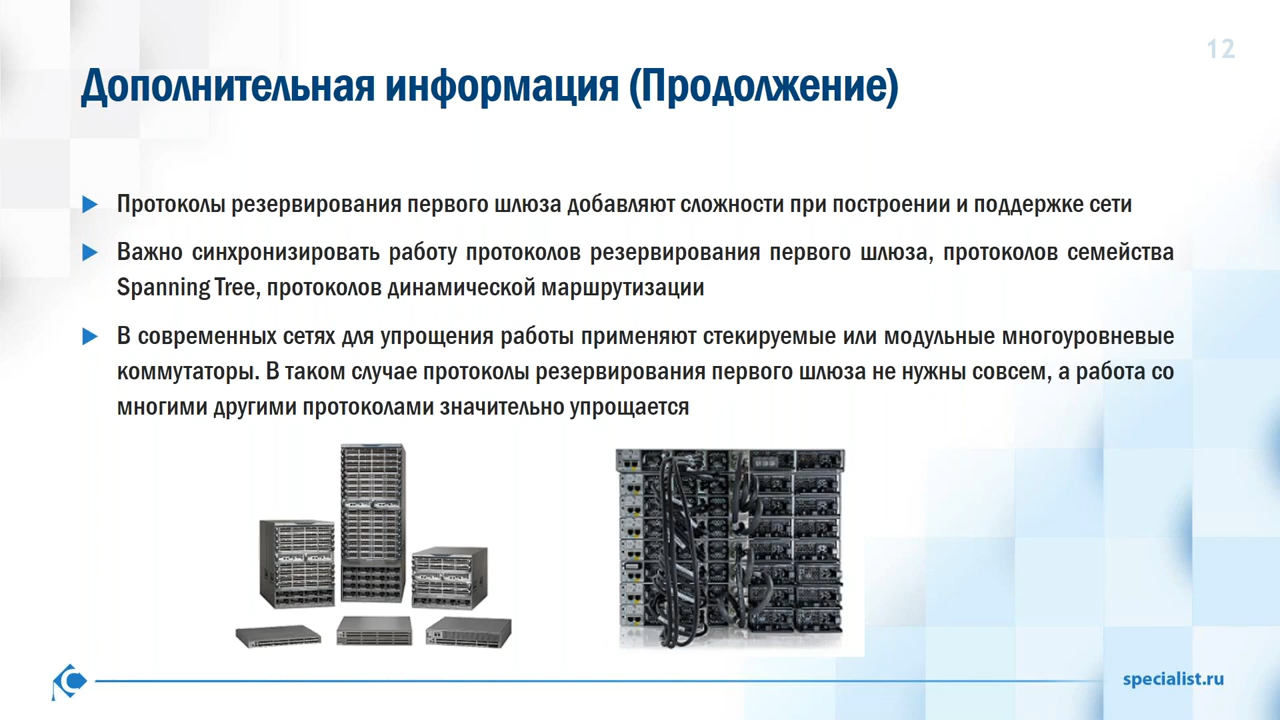 12
Дополнительная информация (Продолжение)
Протоколы резервирования первого шлюза добавляют сложности при построении и поддержке сети
Важно синхронизировать работу протоколов резервирования первого шлюза, протоколов семейства
Spanning Tree, протоколов динамической маршрутизации
В современных сетях для упрощения работы применяют стекируемые или модульные многоуровневые
коммутаторы. В таком случае протоколы резервирования первого шлюза не нужны совсем, а работа со
многими другими протоколами значительно упрощается
specialist.ru